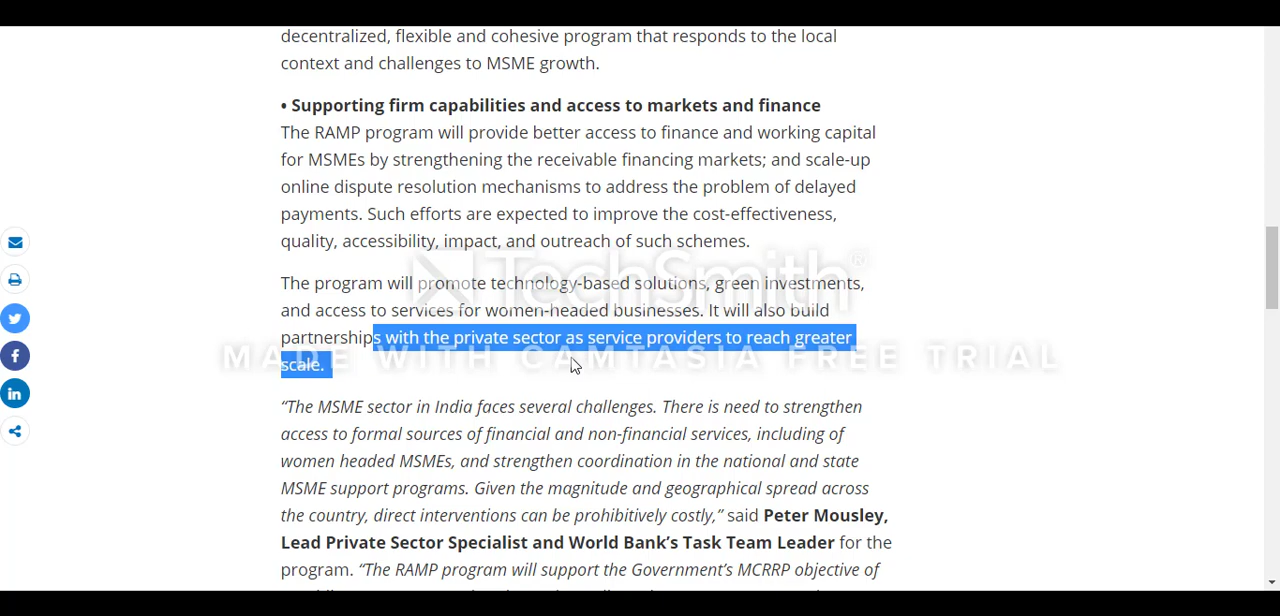 decentralized, flexible and cohesive program that responds to the local
context and challenges to MSME growth.
• Supporting firm capabilities and access to markets and finance
The RAMP program will provide better access to finance and working capital
for MSMEs by strengthening the receivable financing markets; and scale-up
online dispute resolution mechanisms to address the problem of delayed
payments. Such efforts are expected to improve the cost-effectiveness,
quality, accessibility, impact, and outreach of such schemes.
TechSmith®
The program will promote technology-based solutions, green investments,
and access to services for women-headed businesses. It will also build
partnerships with the private sector as service providers to reach greater
scale.
MADE WITH CAMTASIA FREE TRIAL
“The MSME sector in India faces several challenges. There is need to strengthen
access to formal sources of financial and non-financial services, including of
women headed MSMEs, and strengthen coordination in the national and state
MSME support programs. Given the magnitude and geographical spread across
the country, direct interventions can be prohibitively costly,” said Peter Mousley,
Lead Private Sector Specialist and World Bank’s Task Team Leader for the
program. “The RAMP program will support the Government’s MCRRP objective of